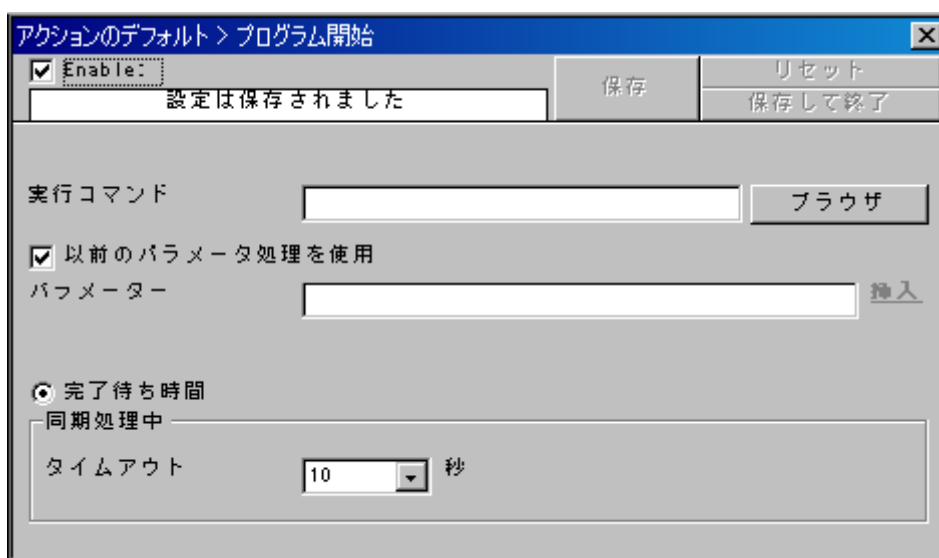 アクションのデフォルト > プログラム開始
Enable:
保存
リセット
設定は保存されました
保存して終了
実行コマンド
ブラウザ
以前のパラメータ処理を使用
パラメーター
挿入
完了待ち時間
同期処理中
タイムアウト 10 秒